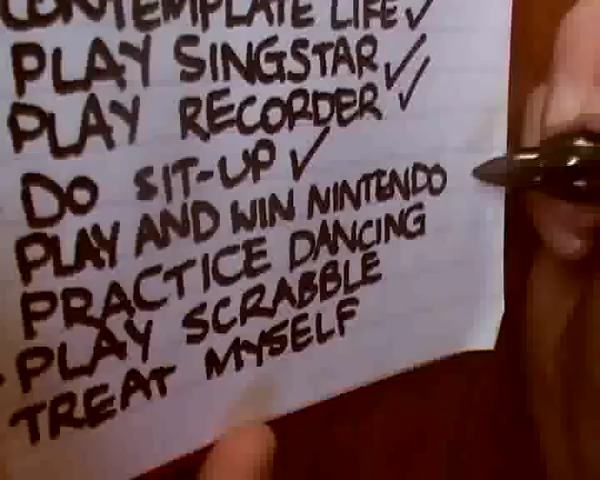 CONTEMPLATE LIFE ✓
PLAY SINGSTAR ✓
PLAY RECORDER ✓
DO SIT-UP ✓
PLAY AND WIN NINTENDO
PRACTICE DANCING
PLAY SCRABBLE
TREAT MYSELF